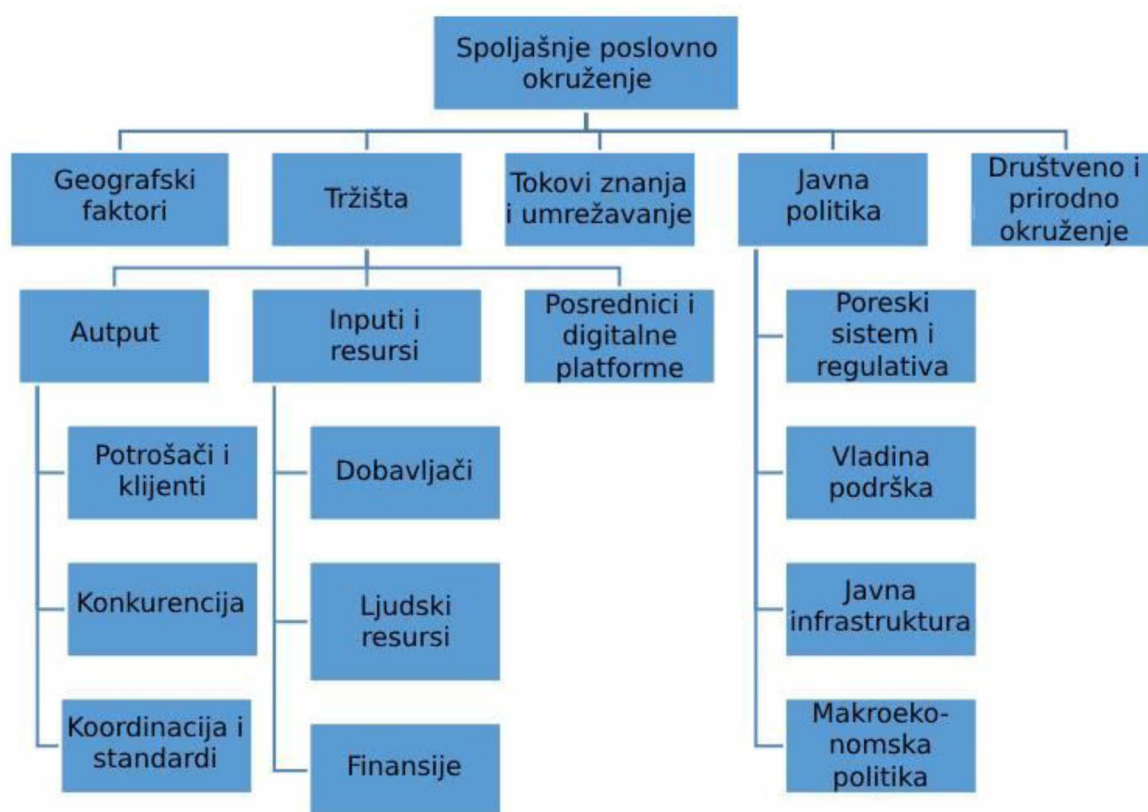 Spoljašnje poslovno
okruženje
Geografski
faktori
Tržišta
Tokovi znanja
i umrežavanje
Javna
politika
Društveno i
prirodno
okruženje
Autput
Inputi i
resursi
Posrednici i
digitalne
platforme
Poreski
sistem i
regulativa
Potrošači i
klijenti
Dobavljači
Vladina
podrška
Konkurencija
Ljudski
resursi
Javna
infrastruktura
Koordinacija i
standardi
Finansije
Makroeko-
nomska
politika